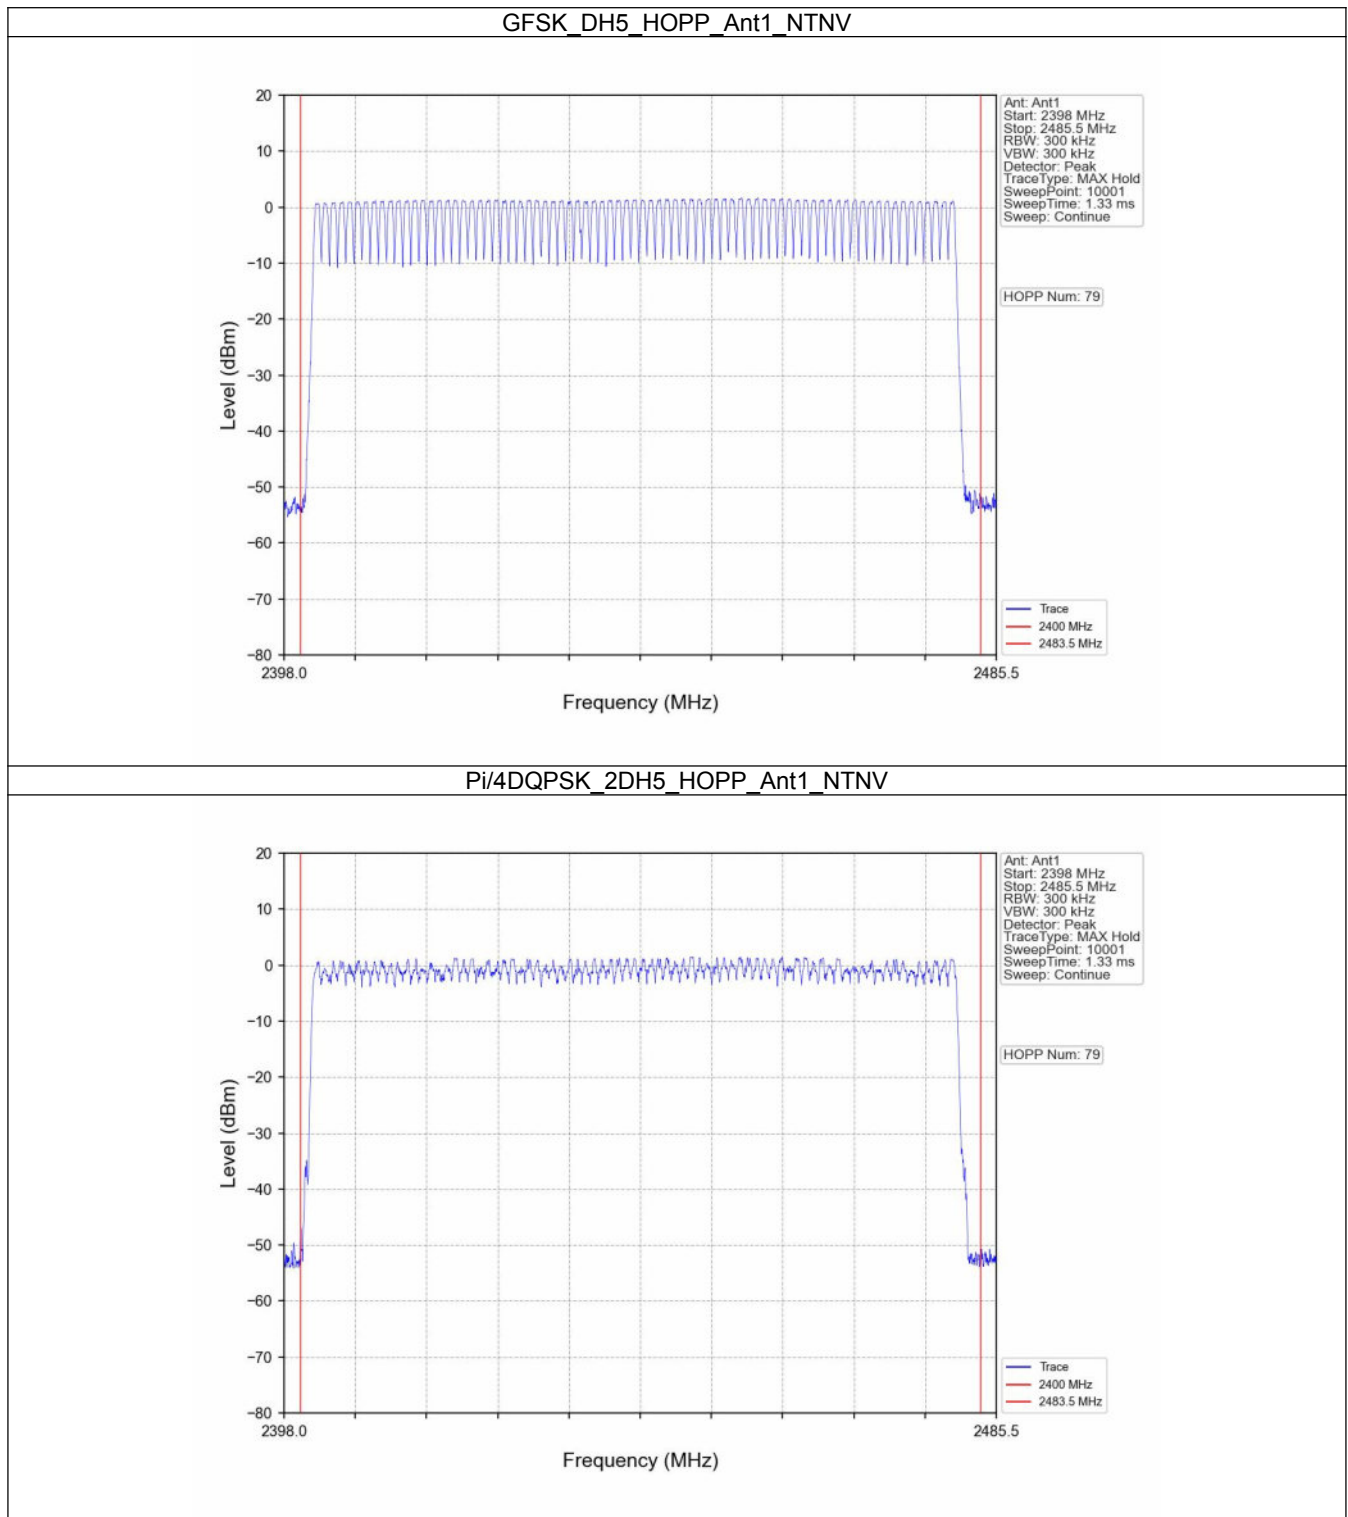 GFSK_DH5_HOPP_Ant1_NTNV
20
10
0
−10
−20
−30
−40
−50
−60
−70
−80
Level (dBm)
2398.0
2485.5
Frequency (MHz)
Ant: Ant1
Start: 2398 MHz
Stop: 2485.5 MHz
RBW: 300 kHz
VBW: 300 kHz
Detector: Peak
TraceType: MAX Hold
SweepPoint: 10001
SweepTime: 1.33 ms
Sweep: Continue
HOPP Num: 79
Trace
2400 MHz
2483.5 MHz
Pi/4DQPSK_2DH5_HOPP_Ant1_NTNV
20
10
0
−10
−20
−30
−40
−50
−60
−70
−80
Level (dBm)
2398.0
2485.5
Frequency (MHz)
Ant: Ant1
Start: 2398 MHz
Stop: 2485.5 MHz
RBW: 300 kHz
VBW: 300 kHz
Detector: Peak
TraceType: MAX Hold
SweepPoint: 10001
SweepTime: 1.33 ms
Sweep: Continue
HOPP Num: 79
Trace
2400 MHz
2483.5 MHz